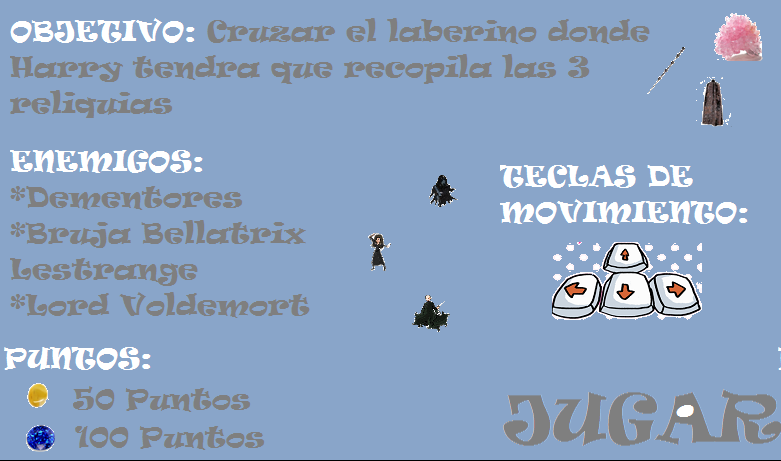 OBJETIVO: Cruzar el laberino donde
Harry tendra que recopila las 3
reliquias
ENEMIGOS:
*Dementores
*Bruja Bellatrix
Lestrange
*Lord Voldemort
TECLAS DE
MOVIMIENTO:
PUNTOS:
50 Puntos
100 Puntos
JUGAR